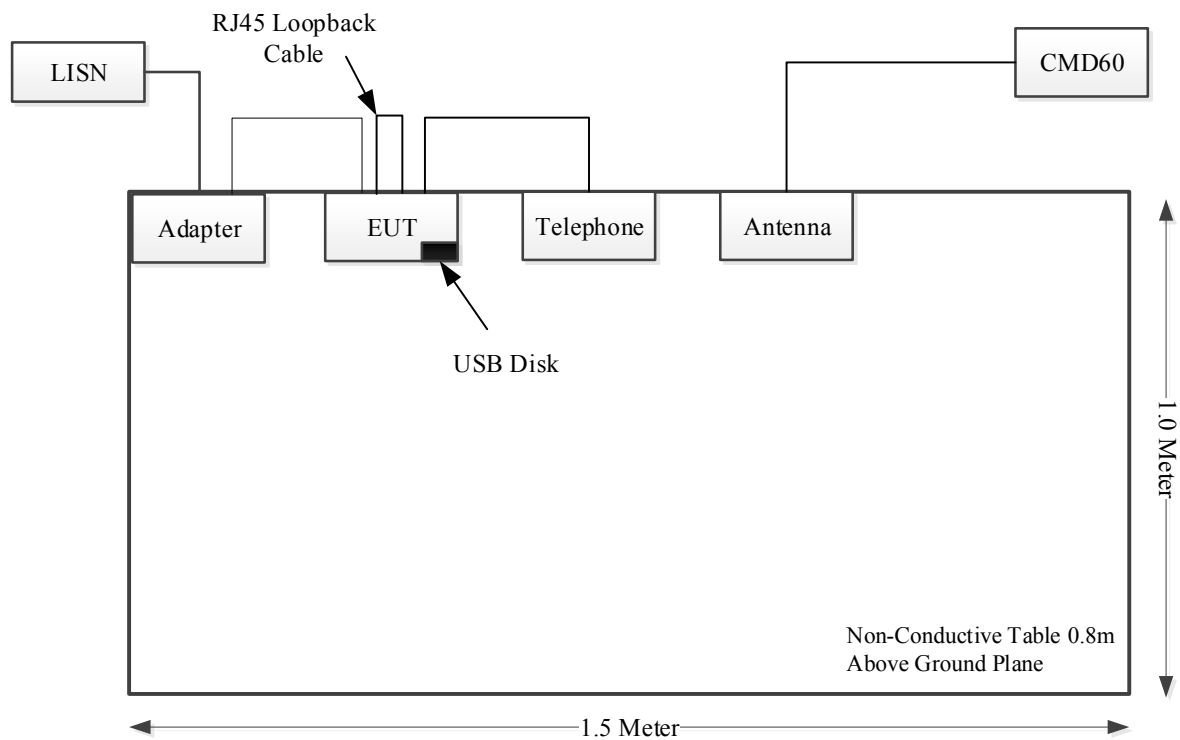 RJ45 Loopback
Cable
LISN
CMD60
Adapter
EUT
Telephone
Antenna
USB Disk
1.0 Meter
Non-Conductive Table 0.8m
Above Ground Plane
1.5 Meter